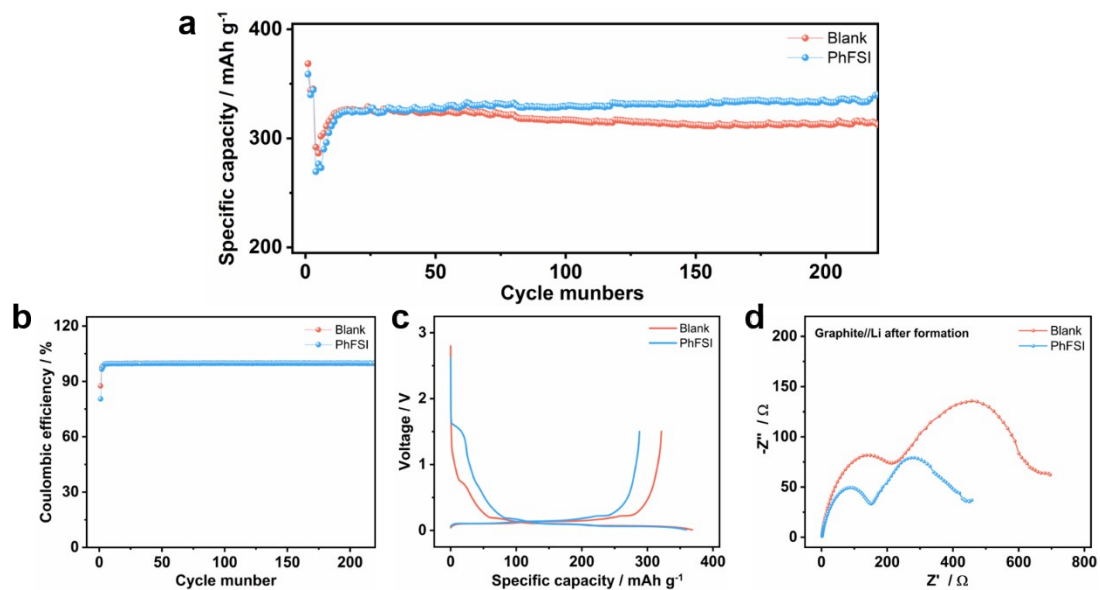 a
Specific capacity / mAh g⁻¹
400
300
200
Blank
PhFSI
0
50
100
150
200
Cycle munbers
b
Coulombic efficiency / %
120
90
60
30
0
Blank
PhFSI
0
50
100
150
200
Cycle munber
c
Voltage / V
3
2
1
0
Blank
PhFSI
0
100
200
300
400
Specific capacity / mAh g⁻¹
d
-Z'' / Ω
200
150
100
50
0
Graphite//Li after formation
Blank
PhFSI
0
200
400
600
800
Z' / Ω